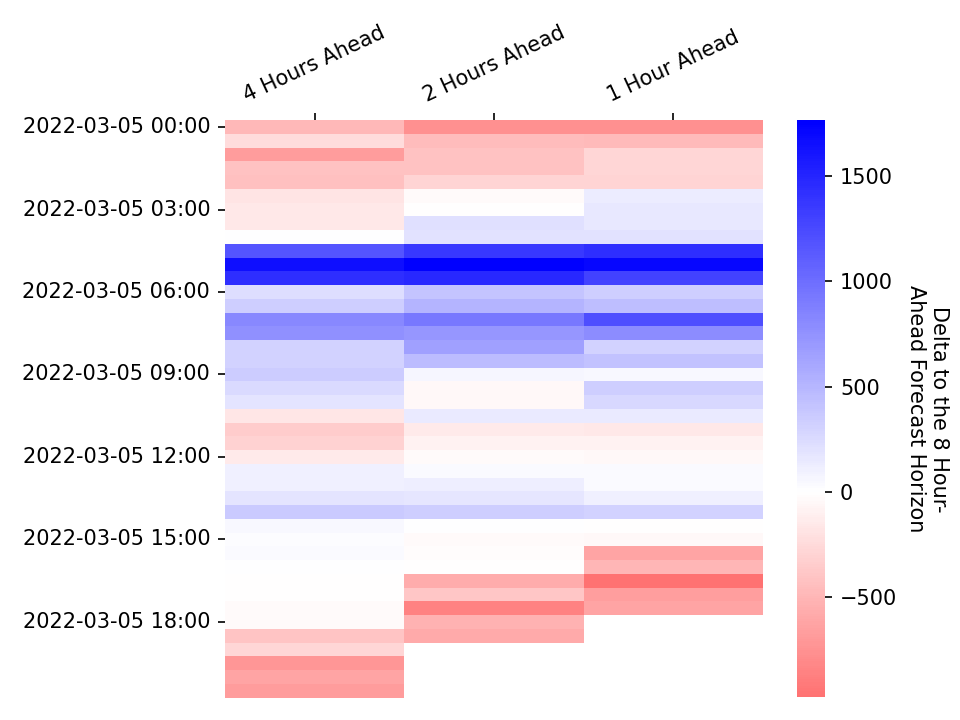 4 Hours Ahead
2 Hours Ahead
1 Hour Ahead
2022-03-05 00:00
2022-03-05 03:00
2022-03-05 06:00
2022-03-05 09:00
2022-03-05 12:00
2022-03-05 15:00
2022-03-05 18:00
1500
1000
500
0
−500
Delta to the 8 Hour-
Ahead Forecast Horizon